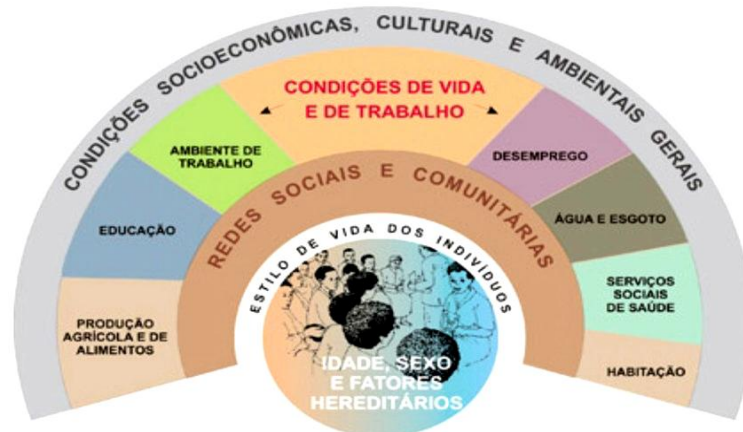 CONDIÇÕES SOCIOECONÔMICAS, CULTURAIS E AMBIENTAIS GERAIS
CONDIÇÕES DE VIDA
E DE TRABALHO
AMBIENTE DE
TRABALHO
DESEMPREGO
EDUCAÇÃO
ÁGUA E ESGOTO
PRODUÇÃO
AGRÍCOLA E DE
ALIMENTOS
SERVIÇOS
SOCIAIS
DE SAÚDE
HABITAÇÃO
REDES SOCIAIS E COMUNITÁRIAS
ESTILO DE VIDA DOS INDIVÍDUOS
IDADE, SEXO
E FATORES
HEREDITÁRIOS